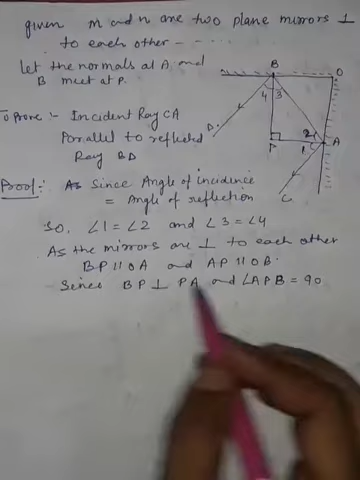 given m and n are two plane mirrors ⊥
to each other - - . . . .
let the normals at A and
B meet at P.
To Prove:- Incident Ray CA
Parallel to reflected
Ray BD
Proof:- Since Angle of incidence
= Angle of reflection
So, ∠1 = ∠2 and ∠3 = ∠4
As the mirrors are ⊥ to each other
BP || OA and AP || OB.
Since BP ⊥ PA and ∠APB = 90
B
O
4 3
D
2
P
1
A
C